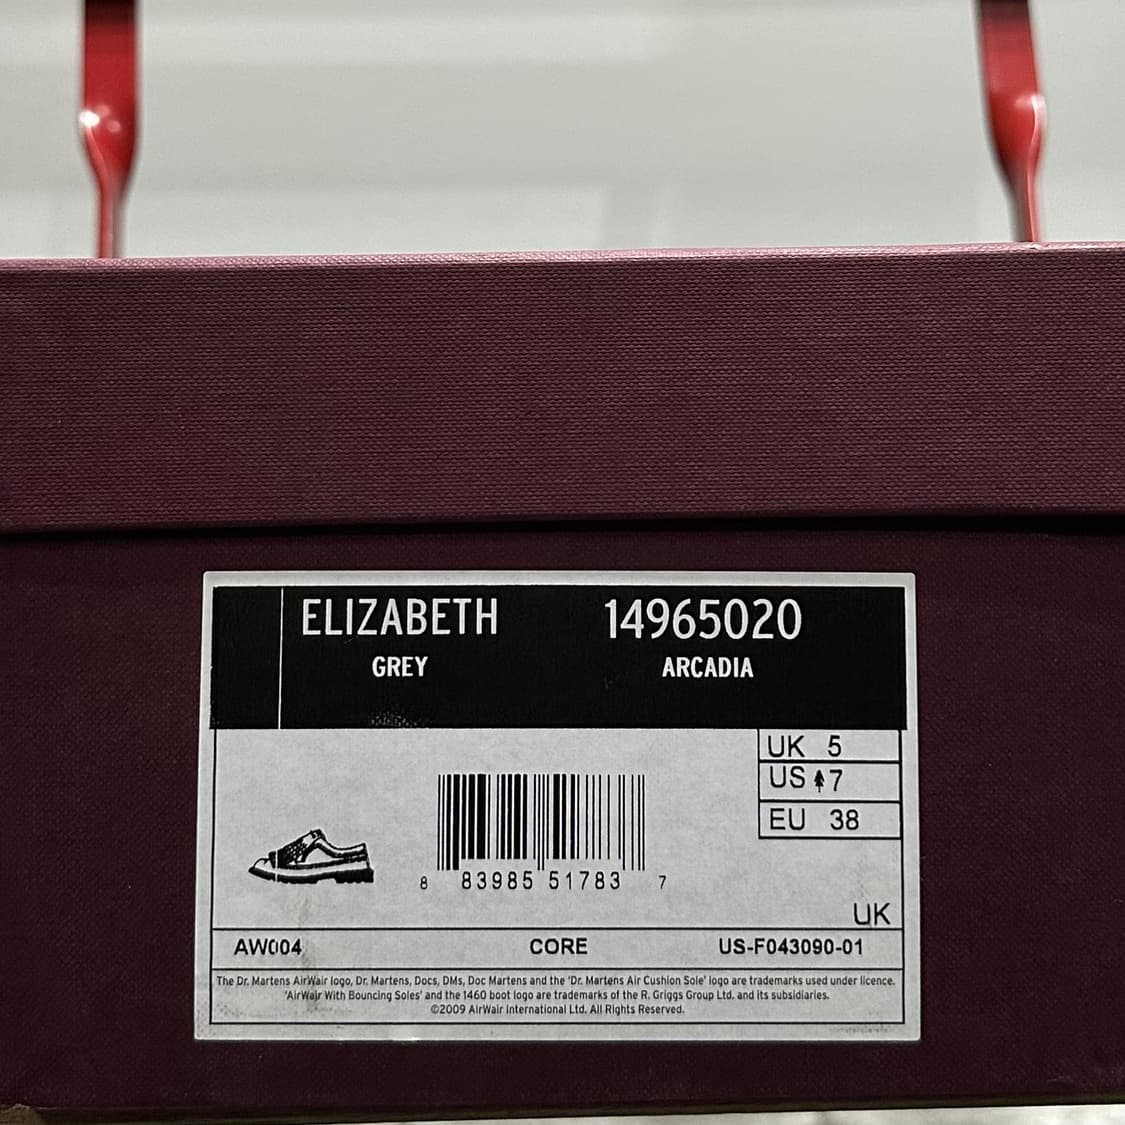 ELIZABETH 14965020
GREY ARCADIA
UK 5
US 7
EU 38
8 83985 51783 7
UK
AW004 CORE US-F043090-01
The Dr. Martens AirWair logo, Dr. Martens, Docs, DMs, Doc Martens and the 'Dr. Martens Air Cushion Sole' logo are trademarks used under licence.
'AirWair With Bouncing Soles' and the 1460 boot logo are trademarks of the R. Griggs Group Ltd. and its subsidiaries.
©2009 AirWair International Ltd. All Rights Reserved.